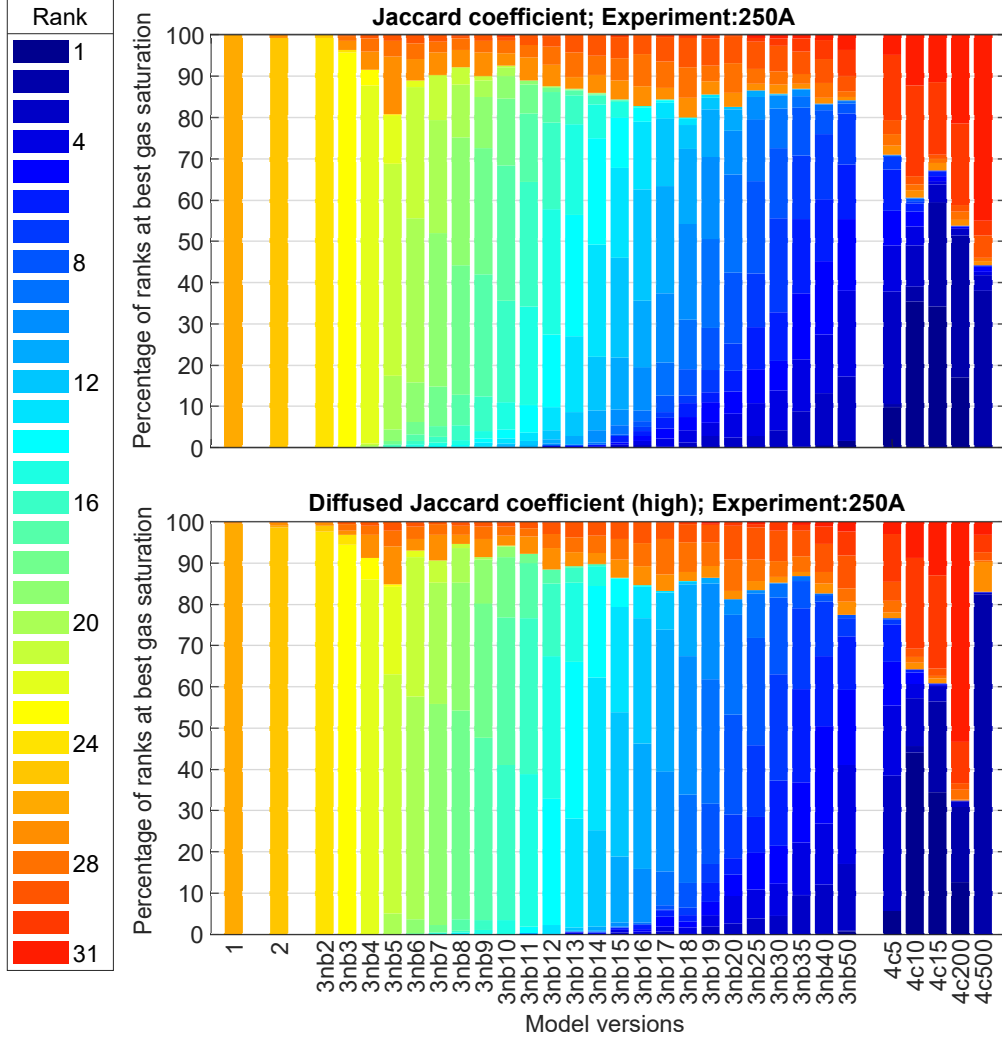 Rank
1
4
8
12
16
20
24
28
31
Jaccard coefficient; Experiment:250A
Percentage of ranks at best gas saturation
100
90
80
70
60
50
40
30
20
10
0
Diffused Jaccard coefficient (high); Experiment:250A
Percentage of ranks at best gas saturation
100
90
80
70
60
50
40
30
20
10
0
1
2
3nb2
3nb3
3nb4
3nb5
3nb6
3nb7
3nb8
3nb9
3nb10
3nb11
3nb12
3nb13
3nb14
3nb15
3nb16
3nb17
3nb18
3nb19
3nb20
3nb25
3nb30
3nb35
3nb40
3nb50
4c5
4c10
4c15
4c200
4c500
Model versions